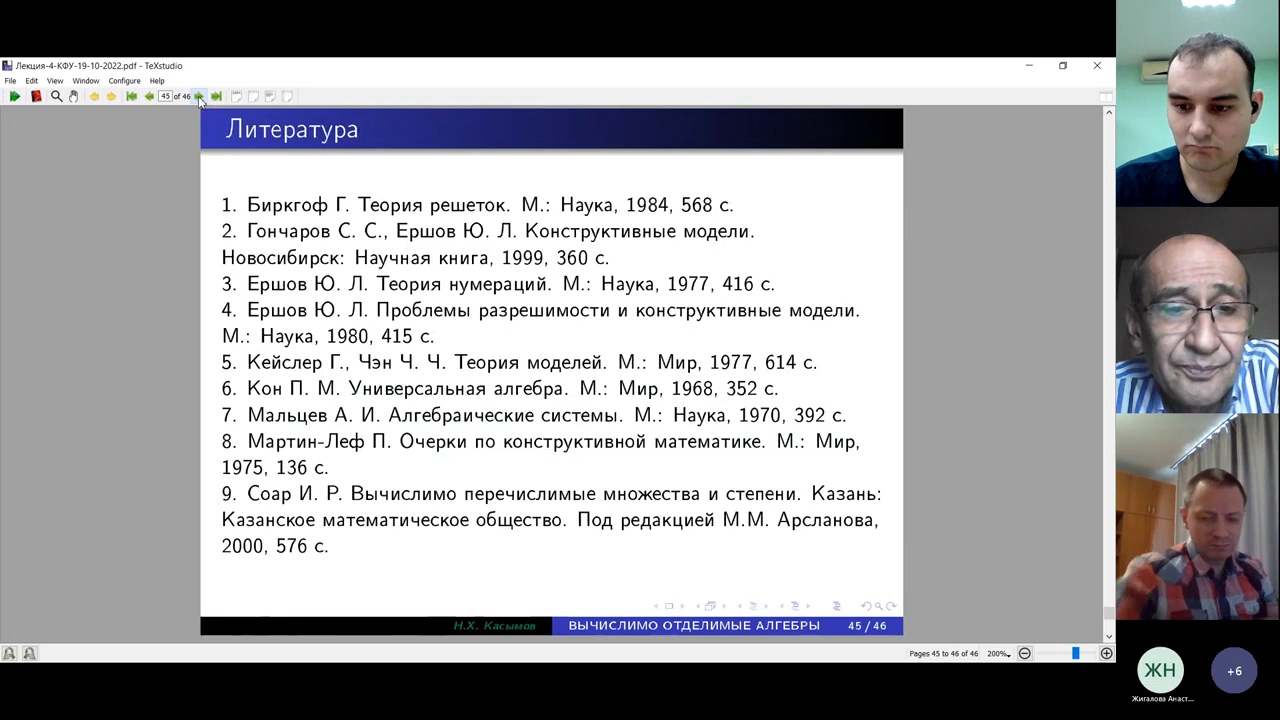 Лекция-4-КФУ-19-10-2022.pdf - TeXstudio
File Edit View Window Configure Help
45 of 46
Литература
1. Биркгоф Г. Теория решеток. М.: Наука, 1984, 568 с.
2. Гончаров С. С., Ершов Ю. Л. Конструктивные модели.
Новосибирск: Научная книга, 1999, 360 с.
3. Ершов Ю. Л. Теория нумераций. М.: Наука, 1977, 416 с.
4. Ершов Ю. Л. Проблемы разрешимости и конструктивные модели.
М.: Наука, 1980, 415 с.
5. Кейслер Г., Чэн Ч. Ч. Теория моделей. М.: Мир, 1977, 614 с.
6. Кон П. М. Универсальная алгебра. М.: Мир, 1968, 352 с.
7. Мальцев А. И. Алгебраические системы. М.: Наука, 1970, 392 с.
8. Мартин-Леф П. Очерки по конструктивной математике. М.: Мир,
1975, 136 с.
9. Соар И. Р. Вычислимо перечислимые множества и степени. Казань:
Казанское математическое общество. Под редакцией М.М. Арсланова,
2000, 576 с.
Н.Х. Касымов ВЫЧИСЛИМО ОТДЕЛИМЫЕ АЛГЕБРЫ 45 / 46
Pages 45 to 46 of 46 200%
ЖН
+6
Жигалова Анаст...